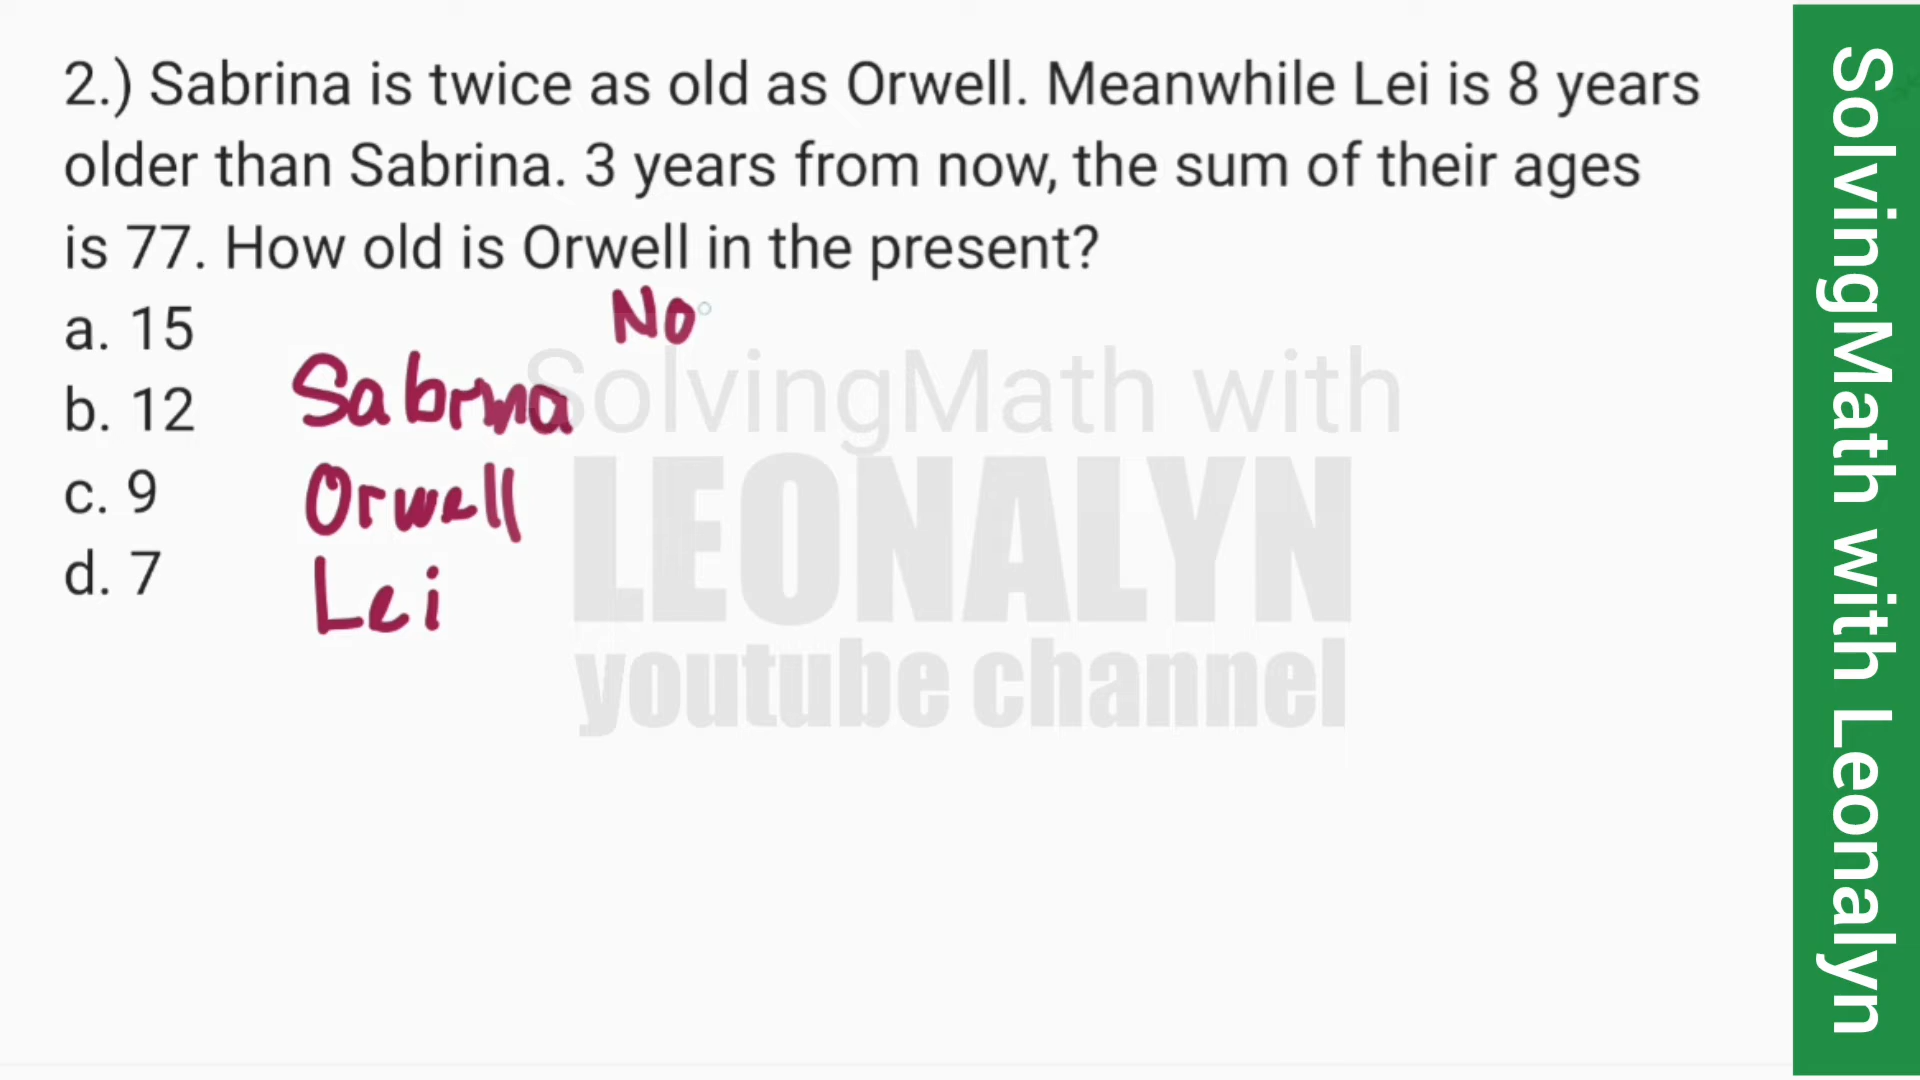 2.) Sabrina is twice as old as Orwell. Meanwhile Lei is 8 years
older than Sabrina. 3 years from now, the sum of their ages
is 77. How old is Orwell in the present?
a. 15
b. 12
c. 9
d. 7
No
Sabrina
Orwell
Lei
SolvingMath with
LEONALYN
youtube channel
SolvingMath with Leonalyn